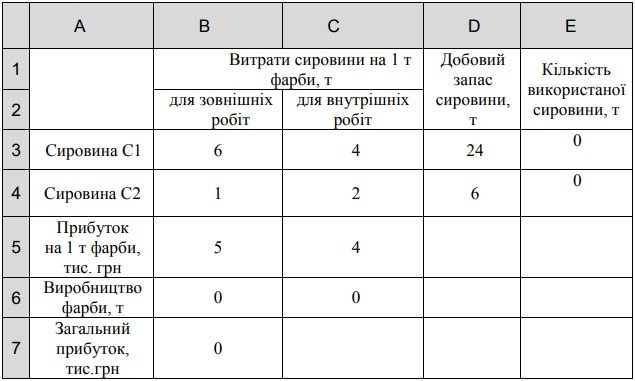 A B C D E
1 Витрати сировини на 1 т Добовий
фарби, т запас Кількість
2 для зовнішніх для внутрішніх сировини, використаної
робіт робіт т сировини, т
3 Сировина С1 6 4 24 0
4 Сировина С2 1 2 6 0
Прибуток
5 на 1 т фарби, 5 4
тис. грн
6 Виробництво 0 0
фарби, т
Загальний
7 прибуток, 0
тис.грн